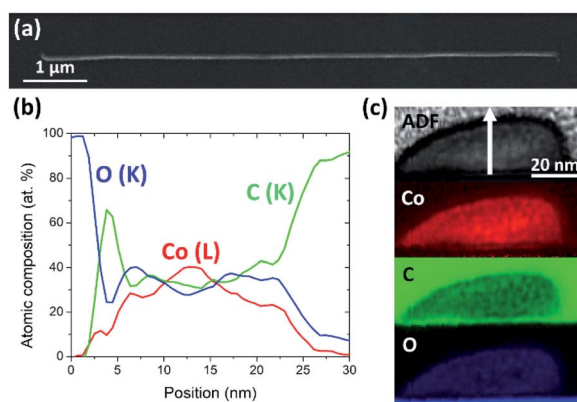 (a)
1 µm
(b)
100
80
60
40
20
0
Atomic composition (at. %)
O (K)
C (K)
Co (L)
0 5 10 15 20 25 30
Position (nm)
(c)
ADF
20 nm
Co
C
O